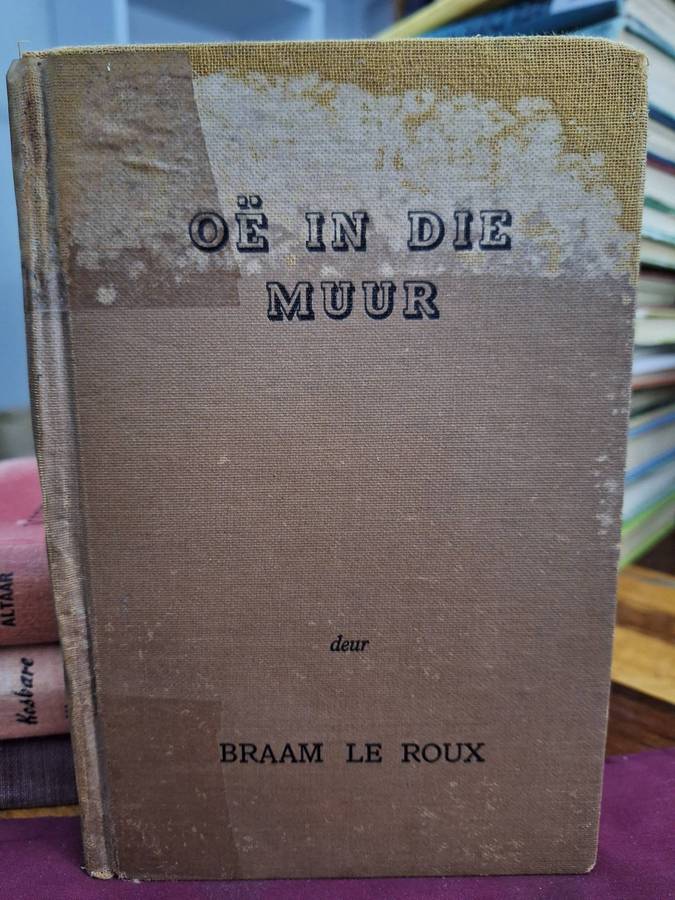 OË IN DIE
MUUR
deur
BRAAM LE ROUX
ALTAAR
Kosbare